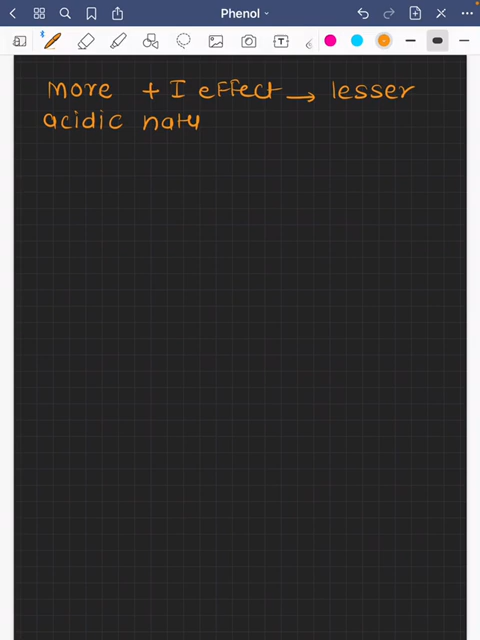 Phenol
more + I effect → lesser
acidic natu